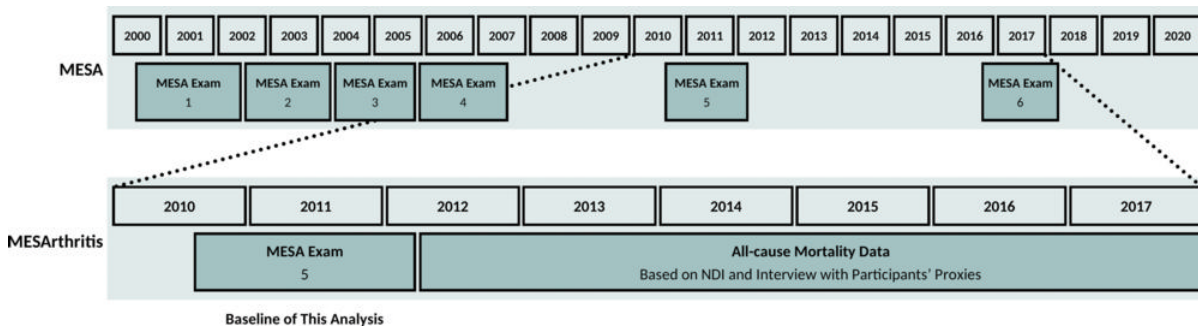 2000 2001 2002 2003 2004 2005 2006 2007 2008 2009 2010 2011 2012 2013 2014 2015 2016 2017 2018 2019 2020
MESA
MESA Exam
1
MESA Exam
2
MESA Exam
3
MESA Exam
4
MESA Exam
5
MESA Exam
6
2010 2011 2012 2013 2014 2015 2016 2017
MESArthritis
MESA Exam
5
All-cause Mortality Data
Based on NDI and Interview with Participants' Proxies
Baseline of This Analysis